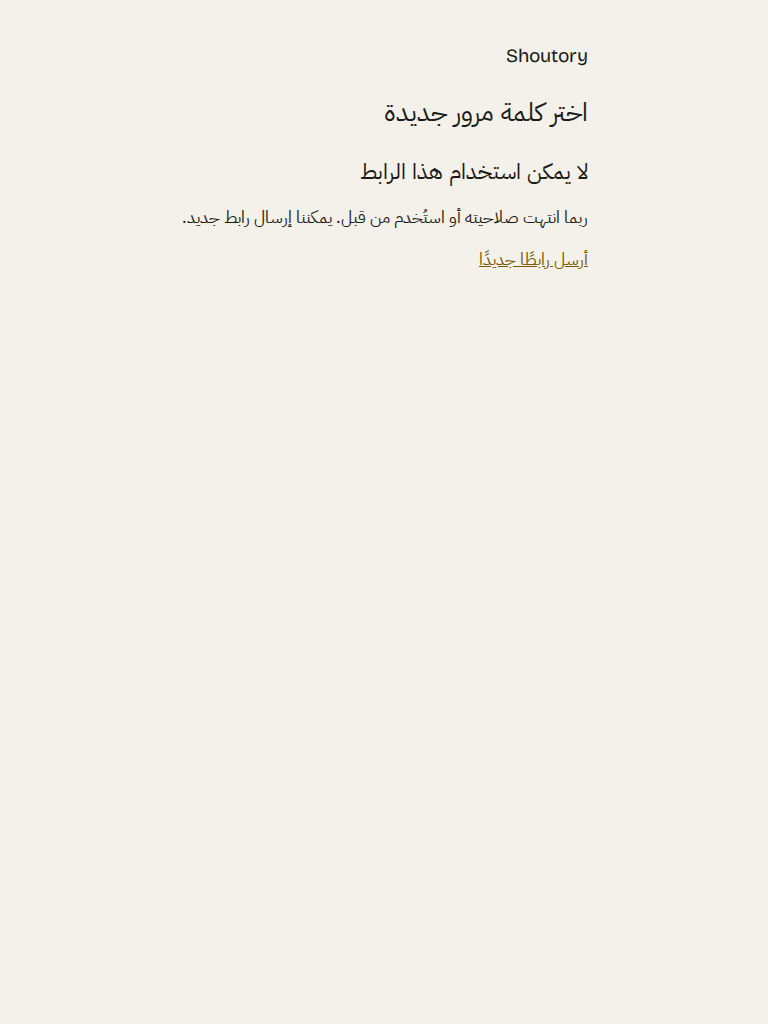 Shoutory
اختر كلمة مرور جديدة
لا يمكن استخدام هذا الرابط
ربما انتهت صلاحيته أو استُخدم من قبل. يمكننا إرسال رابط جديد.
أرسل رابطًا جديدًا